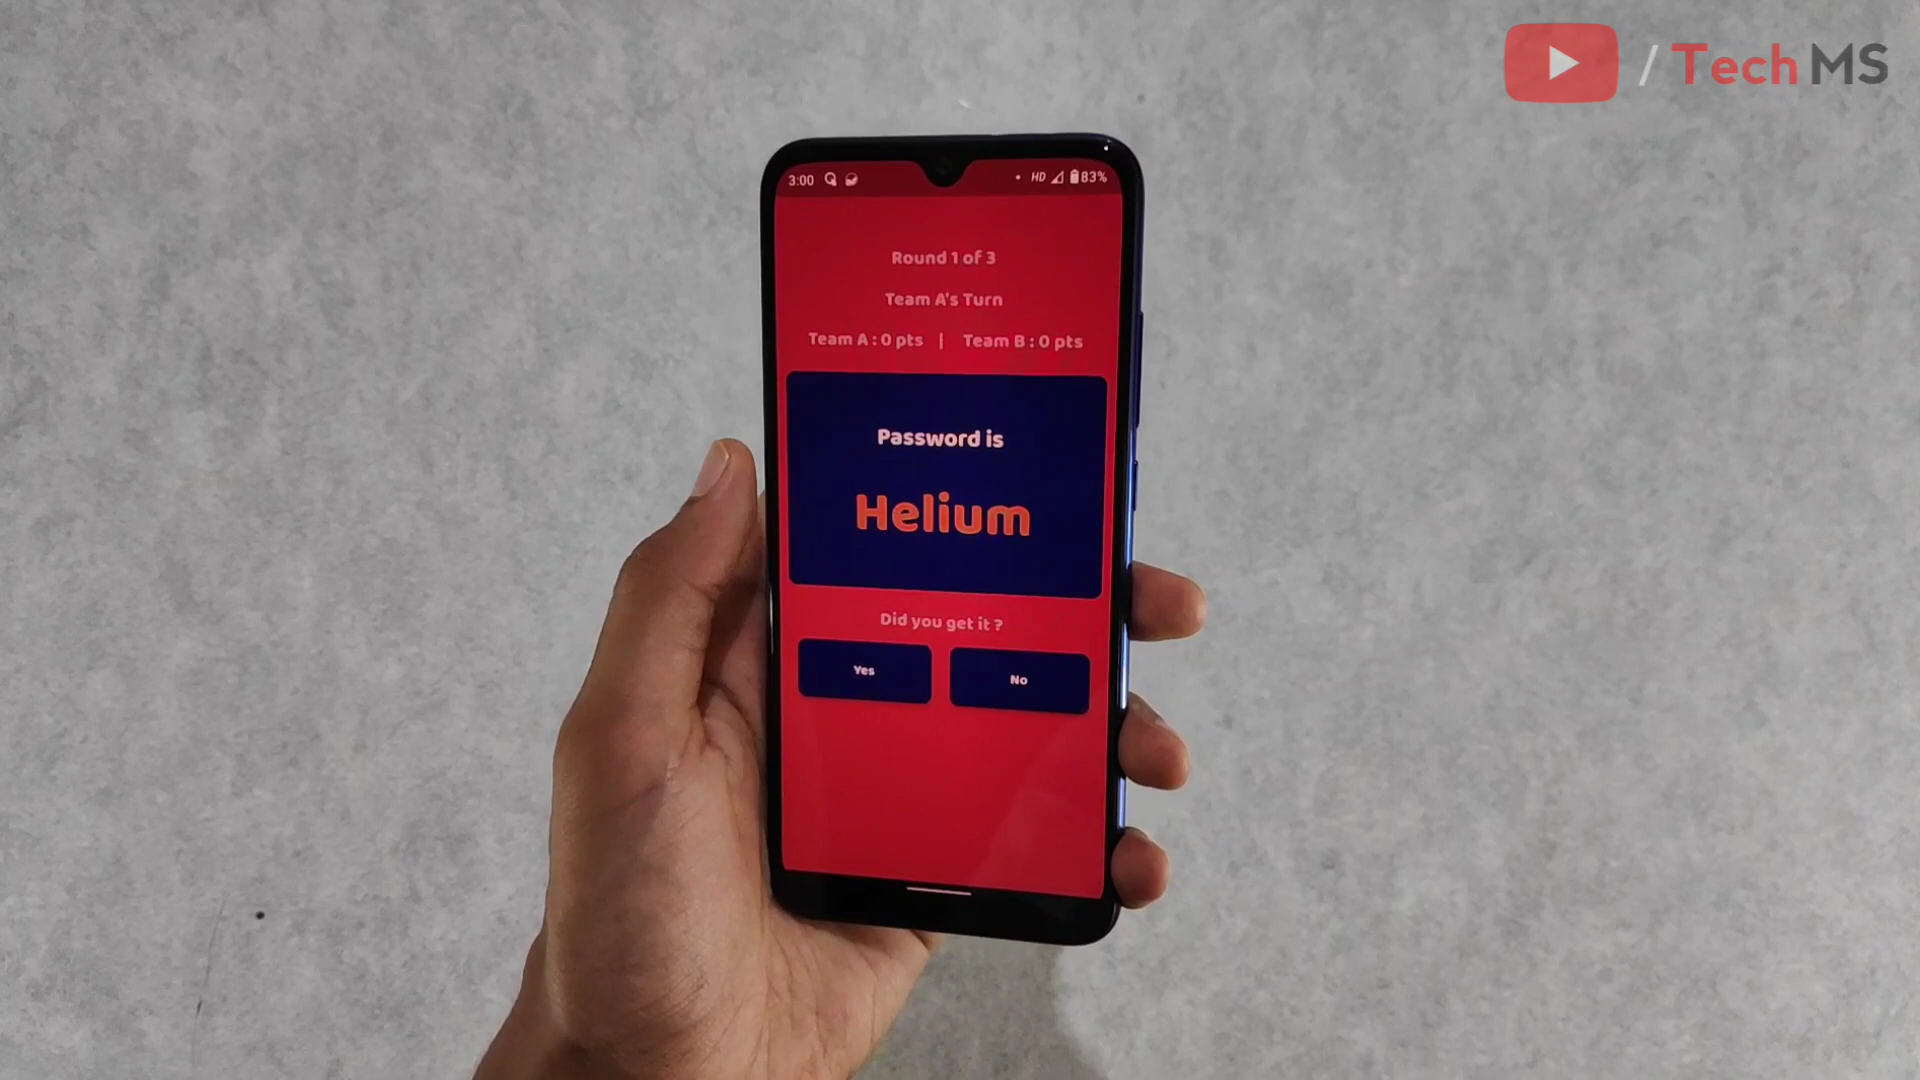 / Tech MS
3:00 HD 83%
Round 1 of 3
Team A's Turn
Team A : 0 pts | Team B : 0 pts
Password is
Helium
Did you get it ?
Yes No